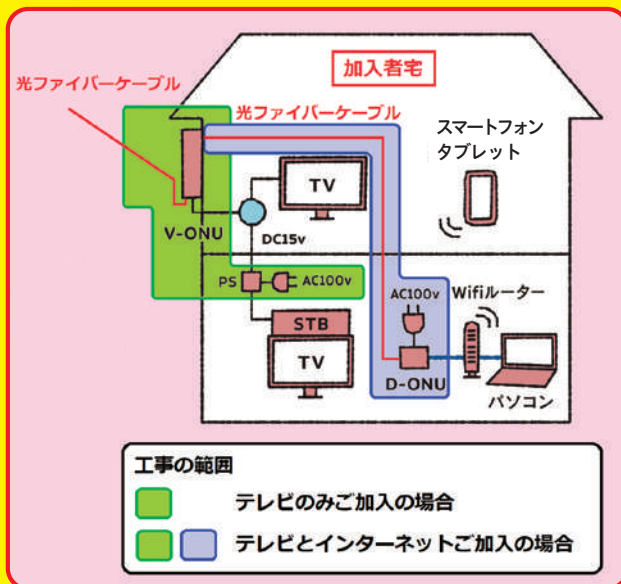 加入者宅
光ファイバーケーブル
光ファイバーケーブル
スマートフォン
タブレット
TV
V-ONU
DC15v
PS
AC100v
AC100v
Wifiルーター
STB
TV
D-ONU
パソコン
工事の範囲
テレビのみご加入の場合
テレビとインターネットご加入の場合